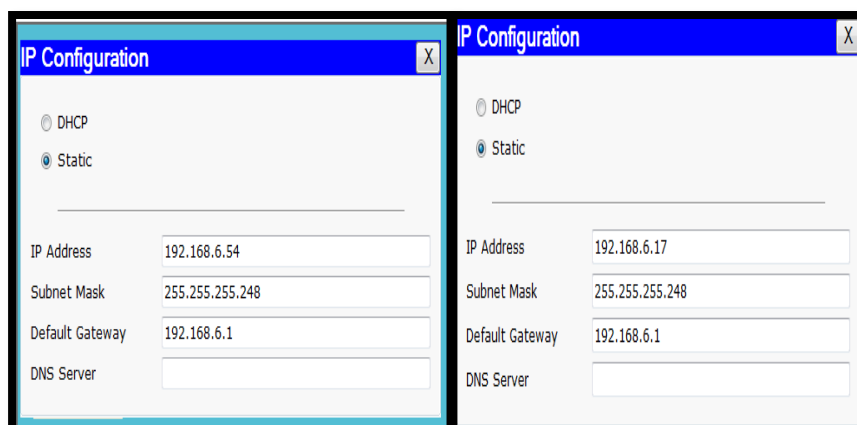 IP Configuration X
DHCP
Static
IP Address 192.168.6.54
Subnet Mask 255.255.255.248
Default Gateway 192.168.6.1
DNS Server
IP Configuration X
DHCP
Static
IP Address 192.168.6.17
Subnet Mask 255.255.255.248
Default Gateway 192.168.6.1
DNS Server